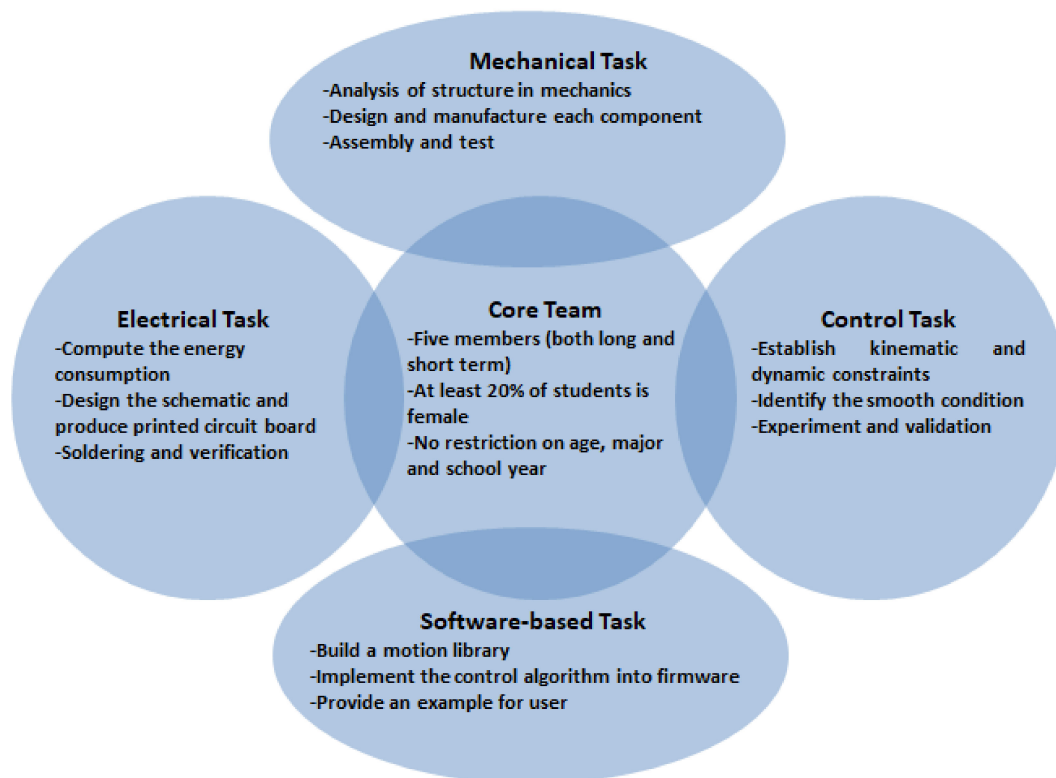 Mechanical Task
-Analysis of structure in mechanics
-Design and manufacture each component
-Assembly and test
Electrical Task
-Compute the energy
consumption
-Design the schematic and
produce printed circuit board
-Soldering and verification
Core Team
-Five members (both long and
short term)
-At least 20% of students is
female
-No restriction on age, major
and school year
Control Task
-Establish kinematic and
dynamic constraints
-Identify the smooth condition
-Experiment and validation
Software-based Task
-Build a motion library
-Implement the control algorithm into firmware
-Provide an example for user